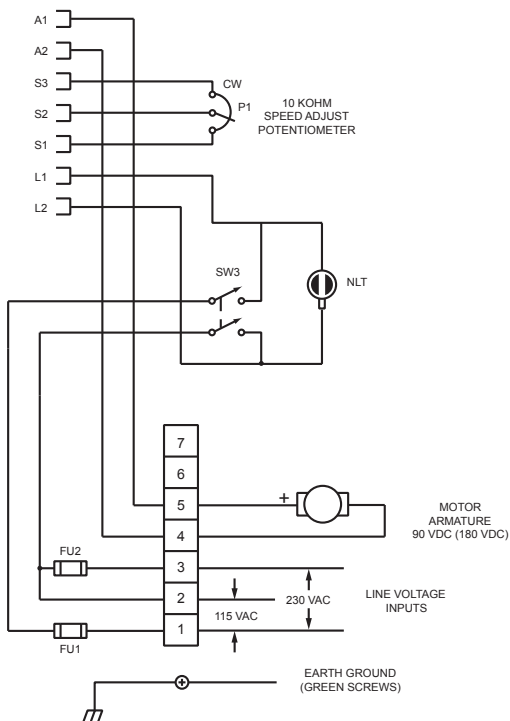 A1
A2
S3
CW
P1
10 KOHM
SPEED ADJUST
POTENTIOMETER
S2
S1
L1
L2
SW3
NLT
7
6
5
+
4
MOTOR
ARMATURE
90 VDC (180 VDC)
FU2
3
2
115 VAC
230 VAC
LINE VOLTAGE
INPUTS
1
FU1
EARTH GROUND
(GREEN SCREWS)